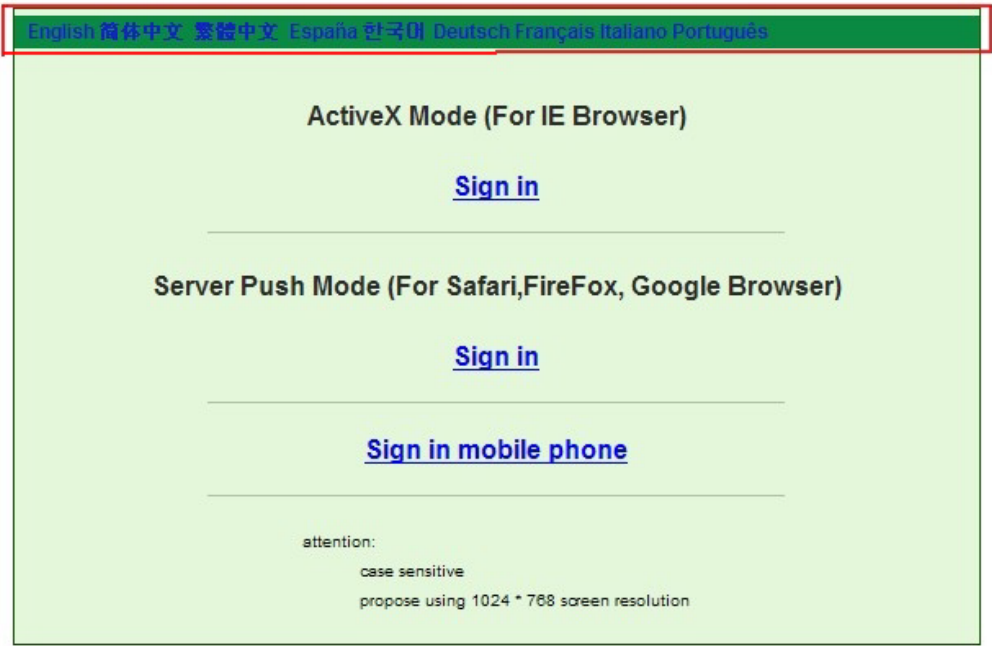 English 简体中文 繁體中文 España 한국어 Deutsch Français Italiano Português
ActiveX Mode (For IE Browser)
Sign in
Server Push Mode (For Safari,FireFox, Google Browser)
Sign in
Sign in mobile phone
attention:
case sensitive
propose using 1024 * 768 screen resolution